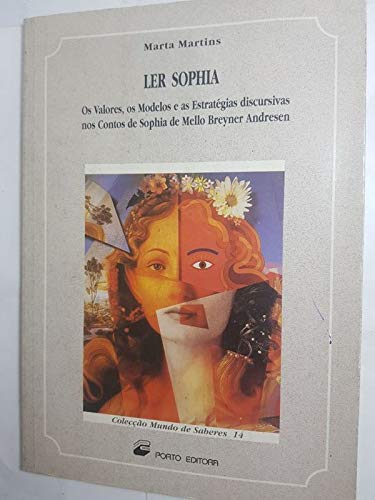 Marta Martins
LER SOPHIA
Os Valores, os Modelos e as Estratégias discursivas
nos Contos de Sophia de Mello Breyner Andresen
Colecção Mundo de Saberes 14
PORTO EDITORA